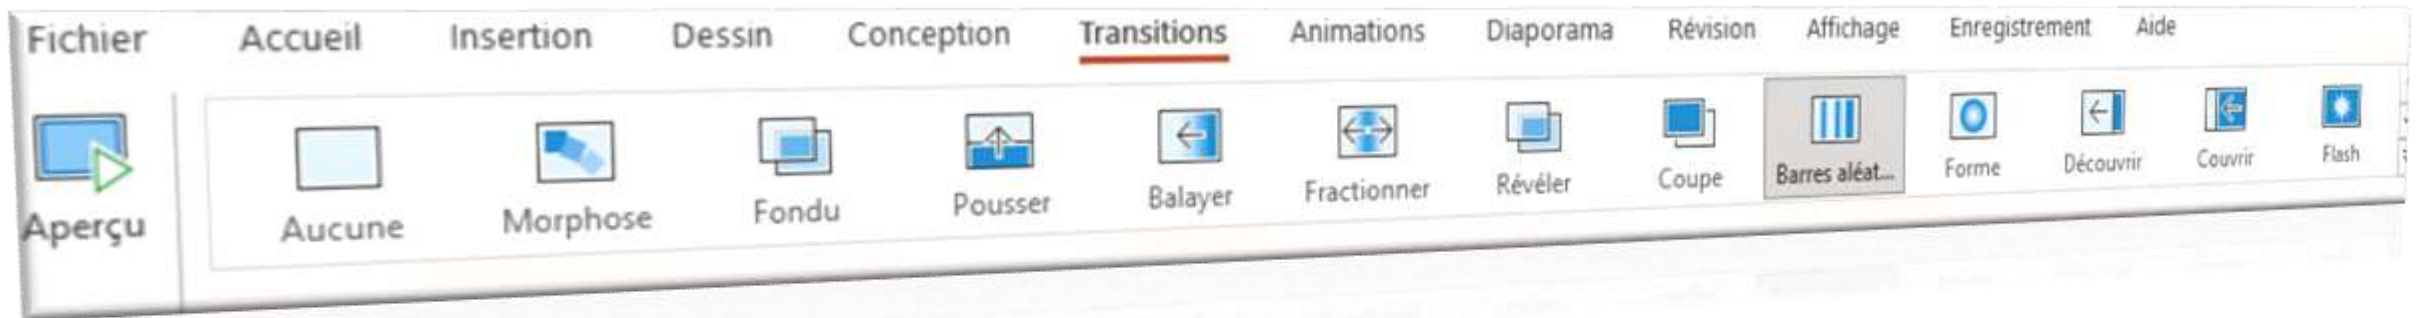 Fichier Accueil Insertion Dessin Conception Transitions Animations Diaporama Révision Affichage Enregistrement Aide
Aperçu Aucune Morphose Fondu Pousser Balayer Fractionner Révéler Coupe Barres aléat... Forme Découvrir Couvrir Flash